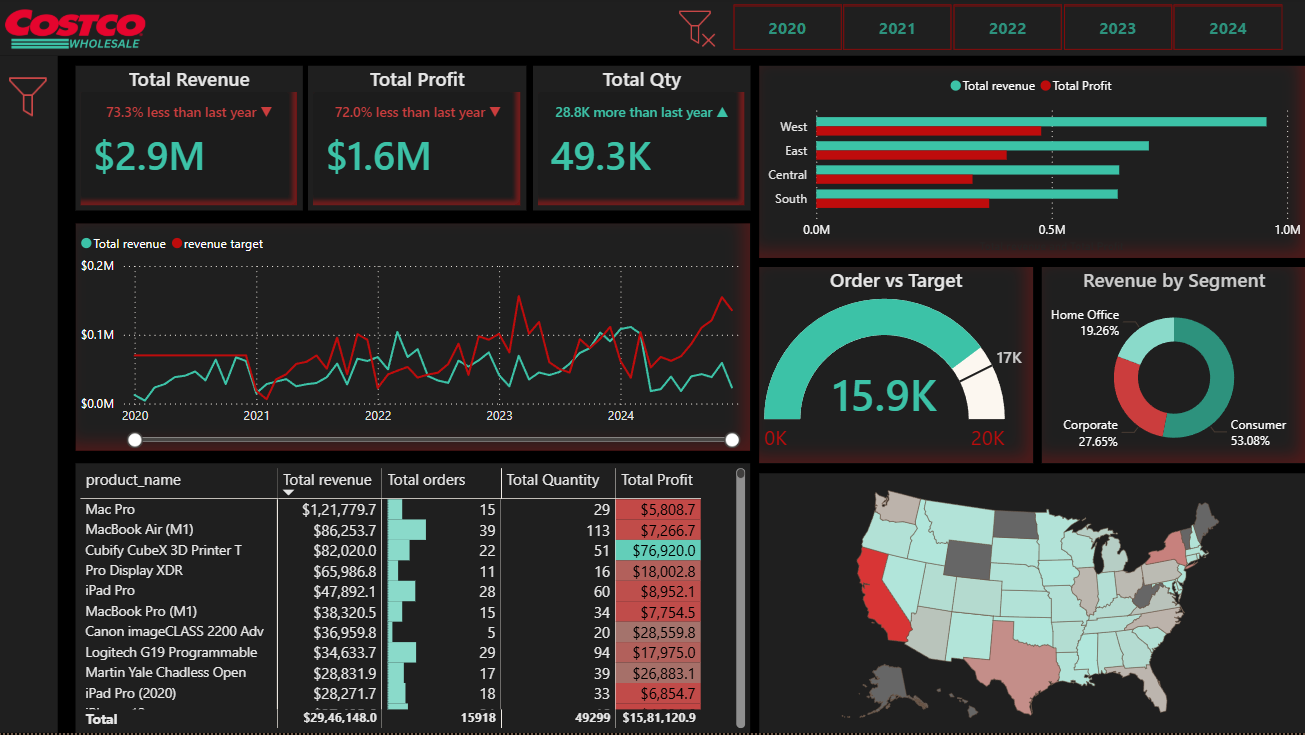 COSTCO
WHOLESALE
2020 2021 2022 2023 2024
Total Revenue
73.3% less than last year ▼
$2.9M
Total Profit
72.0% less than last year ▼
$1.6M
Total Qty
28.8K more than last year ▲
49.3K
Total revenue Total Profit
West
East
Central
South
0.0M 0.5M 1.0M
Total revenue revenue target
$0.2M
$0.1M
$0.0M
2020 2021 2022 2023 2024
Order vs Target
17K
15.9K
0K 20K
Revenue by Segment
Home Office
19.26%
Corporate
27.65%
Consumer
53.08%
product_name Total revenue Total orders Total Quantity Total Profit
Mac Pro $1,21,779.7 15 29 $5,808.7
MacBook Air (M1) $86,253.7 39 113 $7,266.7
Cubify CubeX 3D Printer T $82,020.0 22 51 $76,920.0
Pro Display XDR $65,986.8 11 16 $18,002.8
iPad Pro $47,892.1 28 60 $8,952.1
MacBook Pro (M1) $38,320.5 15 34 $7,754.5
Canon imageCLASS 2200 Adv $36,959.8 5 20 $28,559.8
Logitech G19 Programmable $34,633.7 29 94 $17,975.0
Martin Yale Chadless Open $28,831.9 17 39 $26,883.1
iPad Pro (2020) $28,271.7 18 33 $6,854.7
Total $29,46,148.0 15918 49299 $15,81,120.9